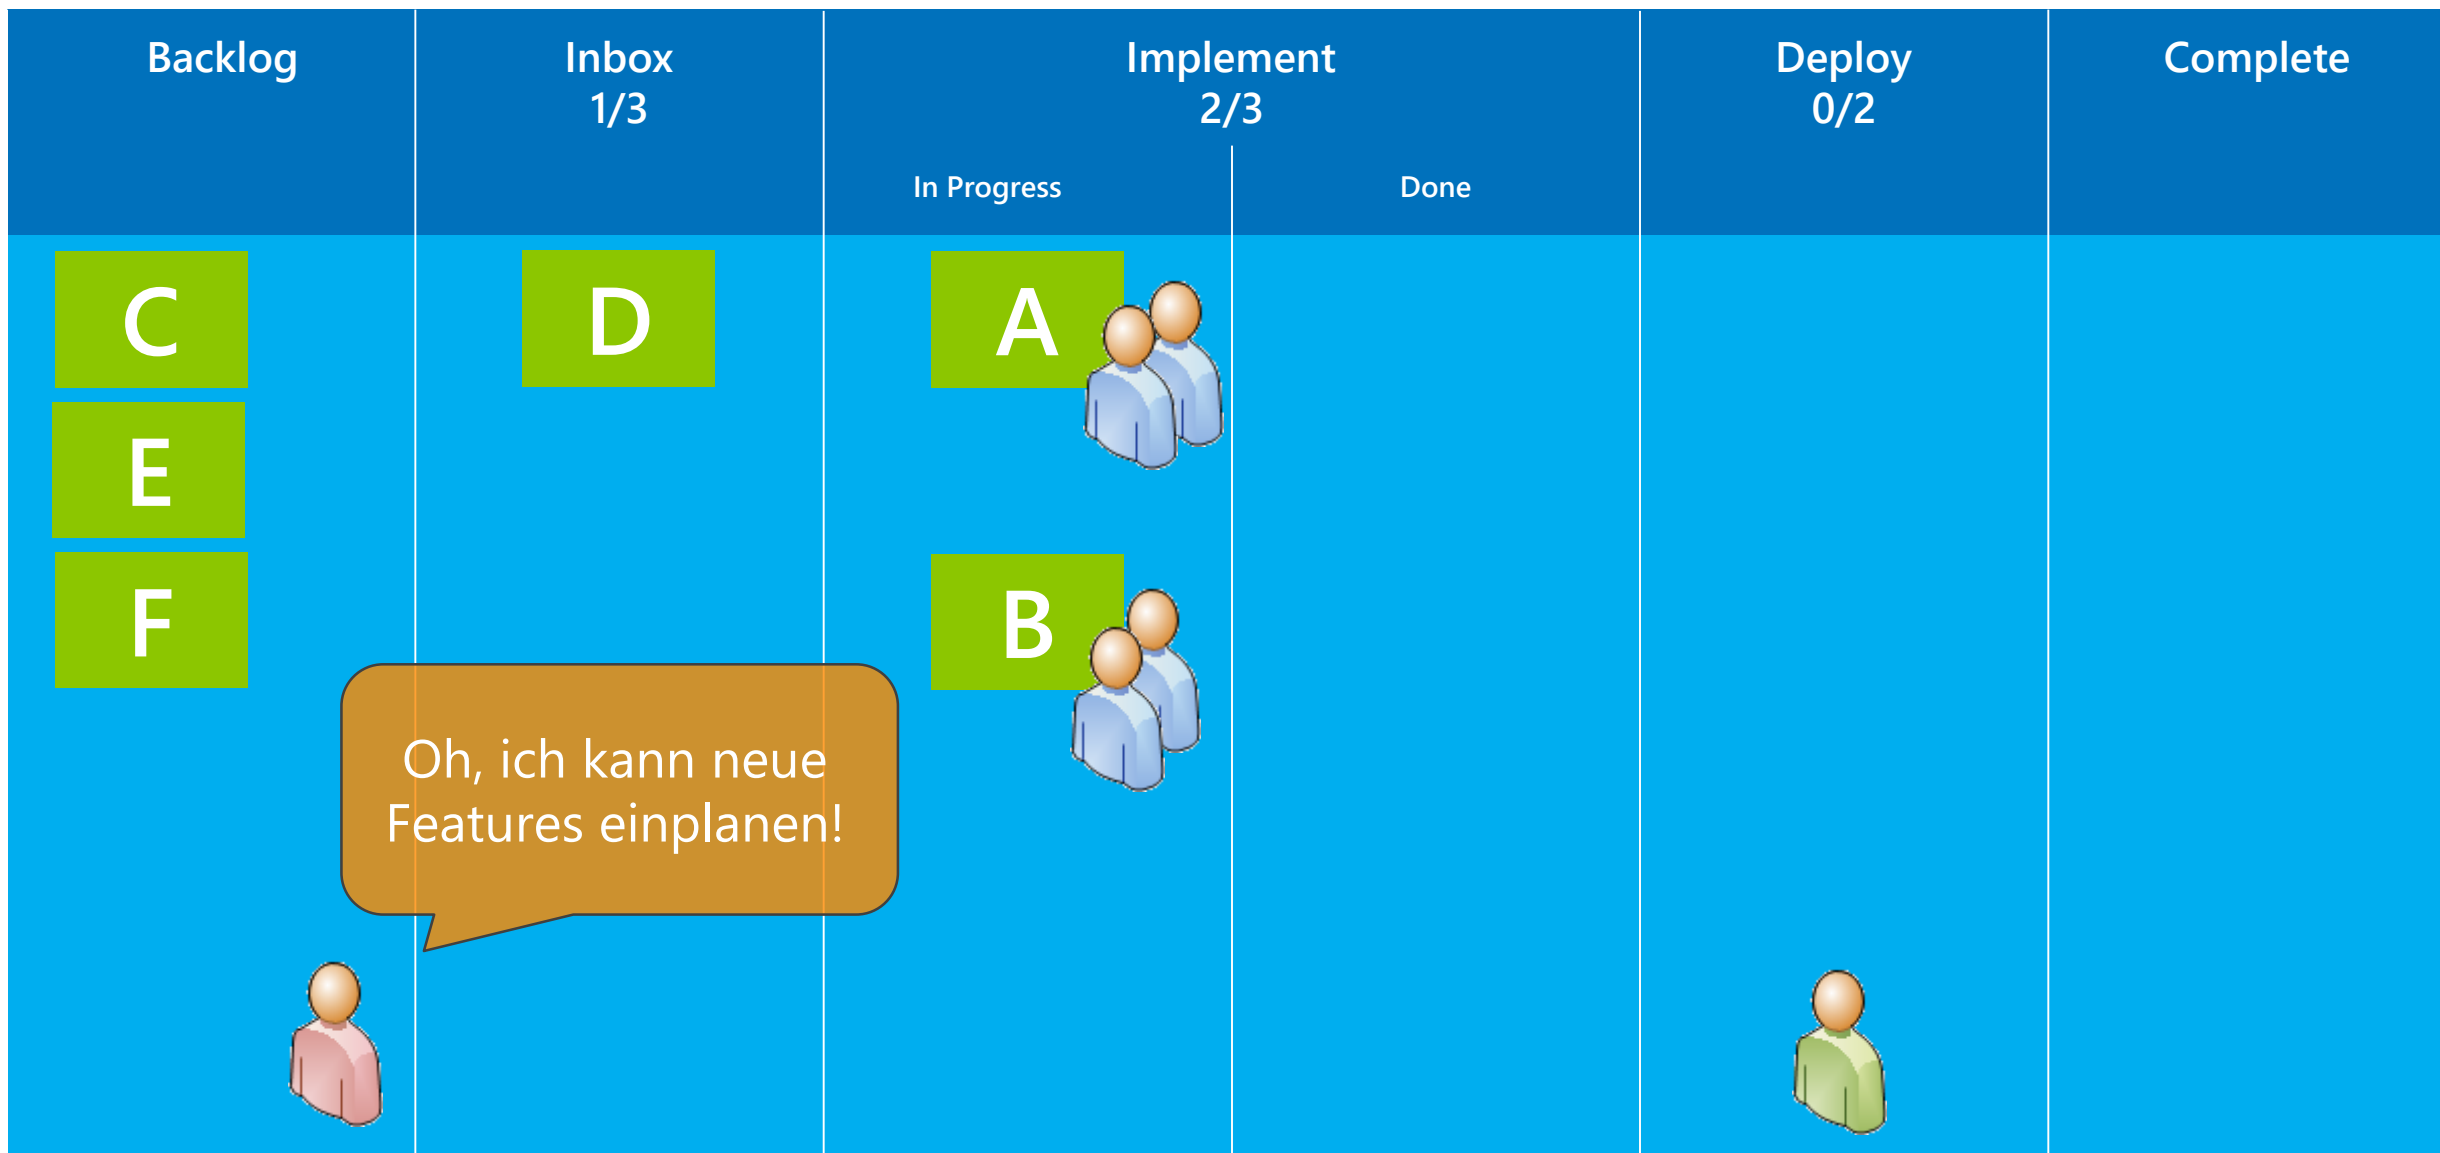 Backlog
Inbox
1/3
Implement
2/3
In Progress
Done
Deploy
0/2
Complete
C
D
A
E
F
B
Oh, ich kann neue
Features einplanen!